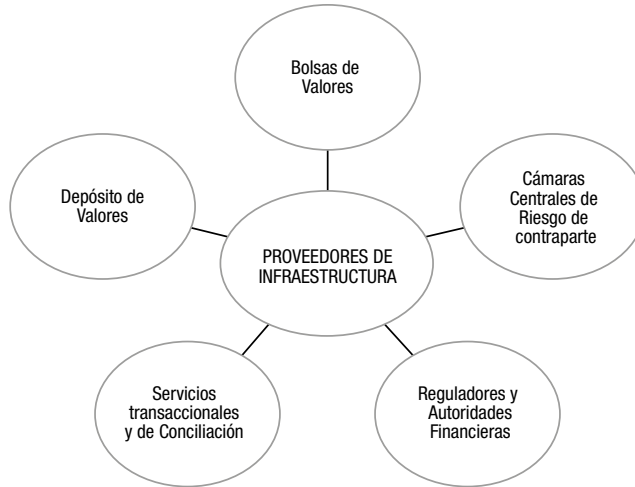 Bolsas de
Valores
Depósito de
Valores
Cámaras
Centrales de
Riesgo de
contraparte
PROVEEDORES DE
INFRAESTRUCTURA
Servicios
transaccionales
y de Conciliación
Reguladores y
Autoridades
Financieras